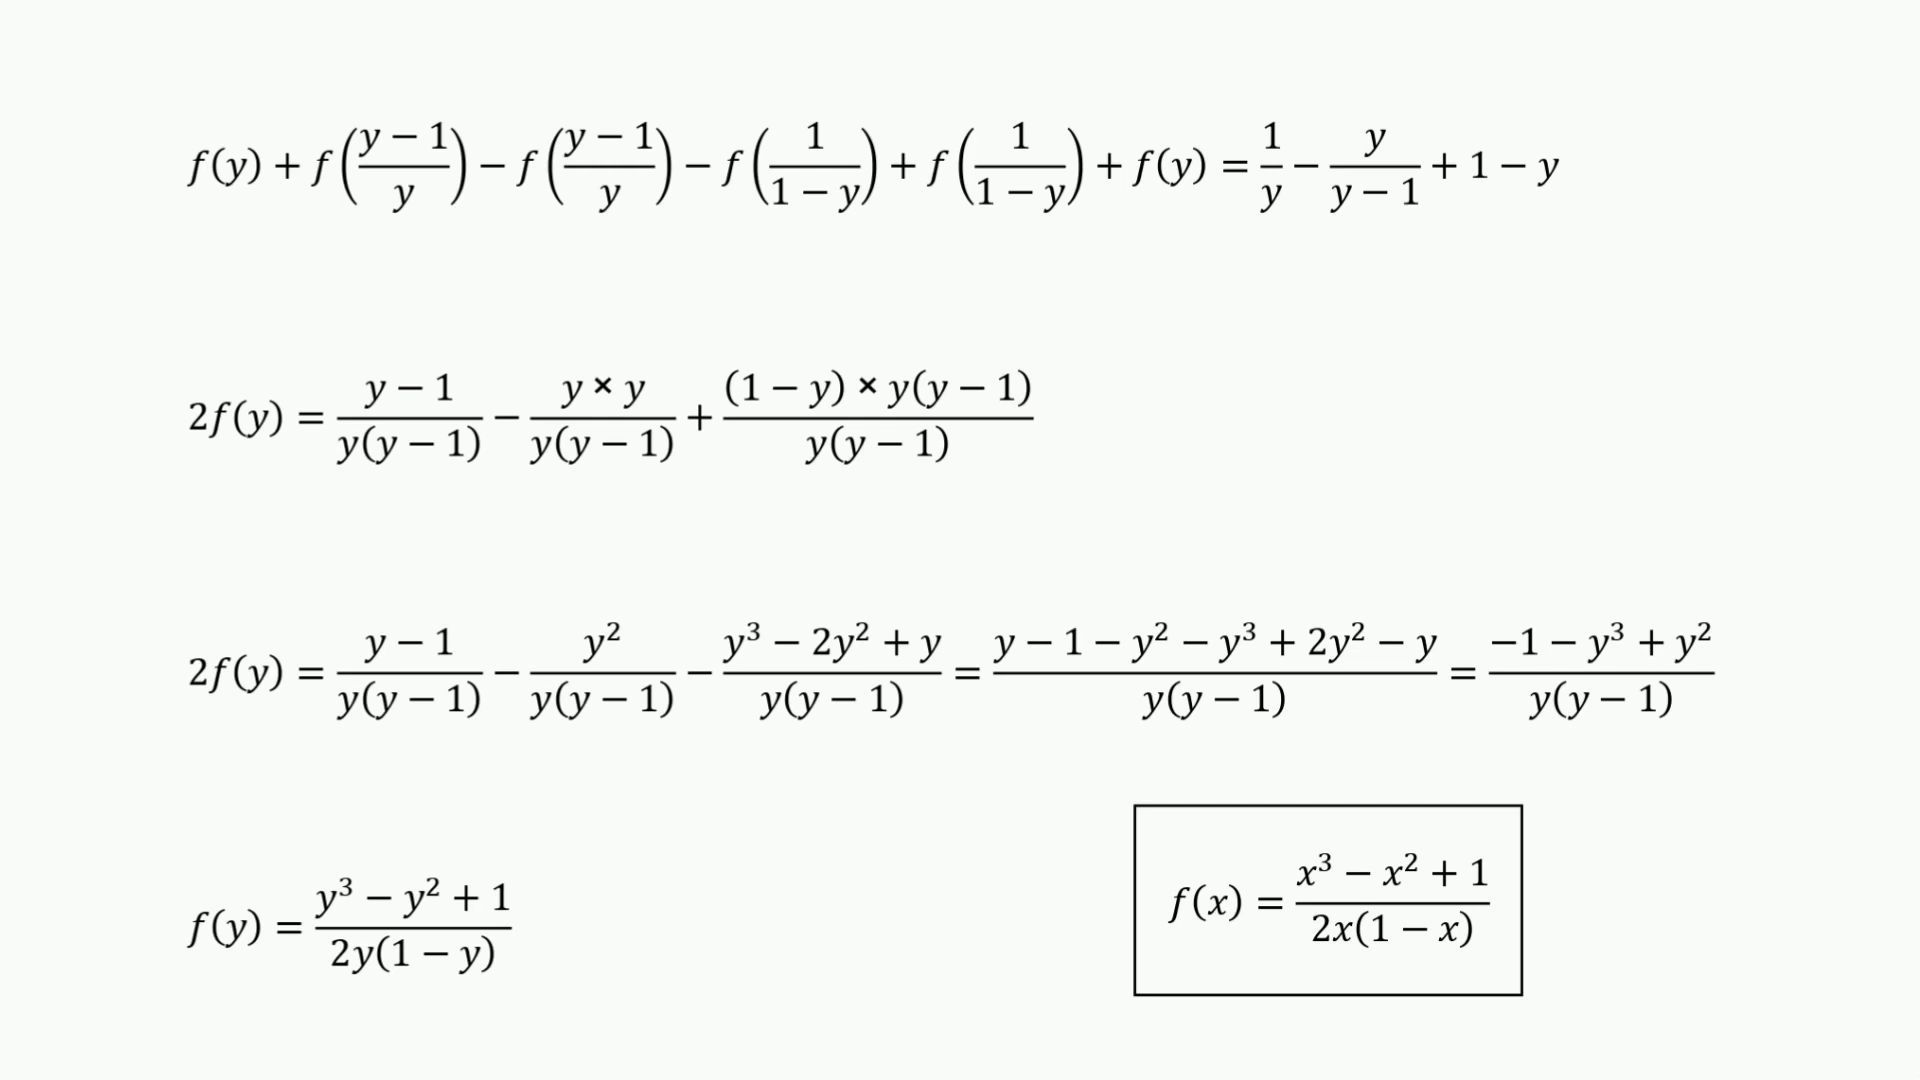 f(y) + f((y − 1)/y) − f((y − 1)/y) − f(1/(1 − y)) + f(1/(1 − y)) + f(y) = 1/y − y/(y − 1) + 1 − y
2f(y) = (y − 1)/(y(y − 1)) − (y × y)/(y(y − 1)) + ((1 − y) × y(y − 1))/(y(y − 1))
2f(y) = (y − 1)/(y(y − 1)) − y²/(y(y − 1)) − (y³ − 2y² + y)/(y(y − 1)) = (y − 1 − y² − y³ + 2y² − y)/(y(y − 1)) = (−1 − y³ + y²)/(y(y − 1))
f(y) = (y³ − y² + 1)/(2y(1 − y))
f(x) = (x³ − x² + 1)/(2x(1 − x))